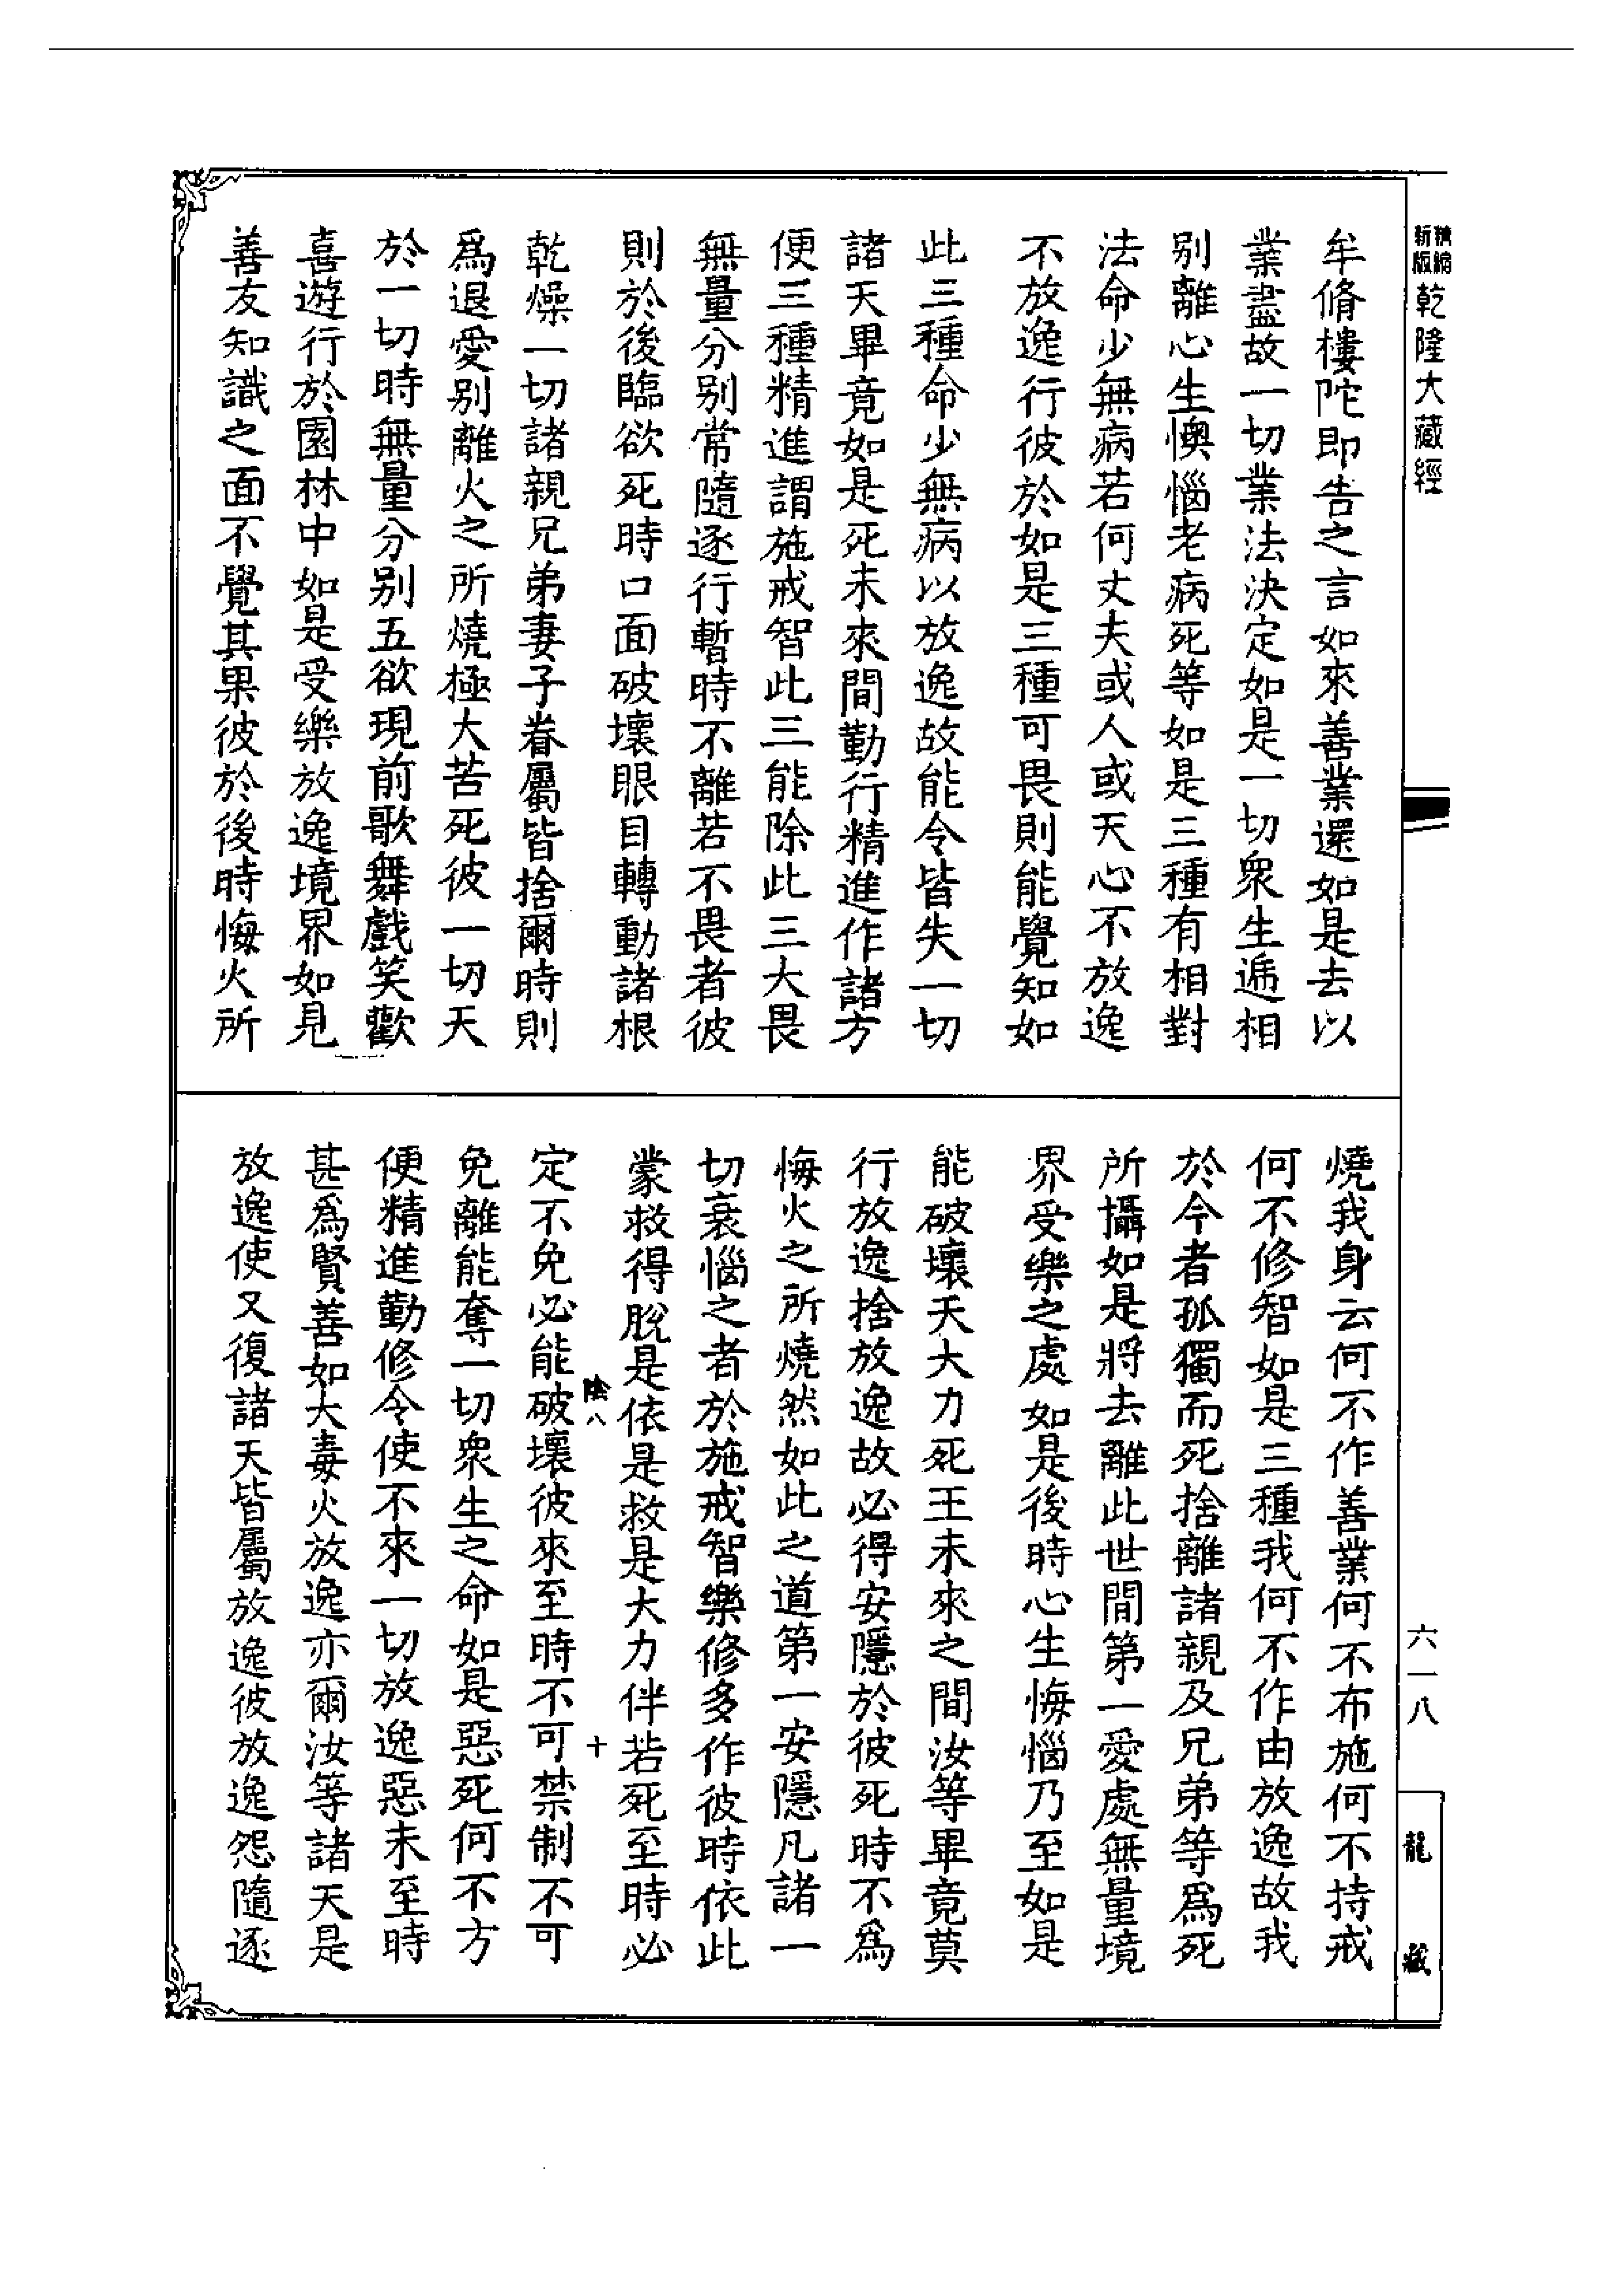 精縮新版乾隆大藏經
牟脩樓陀即告之言如來善業還如是去以
業盡故一切業法決定如是一切眾生遞相
別離心生懊惱老病死等如是三種有相對
法命少無病若何丈夫或人或天心不放逸
不放逸行彼於如是三種可畏則能覺知如
此三種命少無病以放逸故能令皆失一切
諸天畢竟如是死未來間勤行精進作諸方
便三種精進謂施戒智此三能除此三大畏
無量分別常隨逐行暫時不離若不畏者彼
則於後臨欲死時口面破壞眼目轉動諸根
乾燥一切諸親兄弟妻子眷屬皆捨爾時則
為退愛別離火之所燒極大苦死彼一切天
於一切時無量分別五欲現前歌舞戲笑歡
喜遊行於園林中如是受樂放逸境界如見
善友知識之面不覺其果彼於後時悔火所
燒我身云何不作善業何不布施何不持戒
何不修智如是三種我何不作由放逸故我
於今者孤獨而死捨離諸親及兄弟等為死
所攝如是將去離此世間第一愛處無量境
界受樂之處如是後時心生悔惱乃至如是
能破壞天大力死王未來之間汝等畢竟莫
行放逸捨放逸故必得安隱於彼死時不為
悔火之所燒然如此之道第一安隱凡諸一
切衰惱之者於施戒智樂修多作彼時依此
蒙救得脫是依是救是大力伴若死至時必
陰八 十
定不免必能破壞彼來至時不可禁制不可
免離能奪一切眾生之命如是惡死何不方
便精進勤修令使不來一切放逸惡未至時
甚為賢善如大毒火放逸亦爾汝等諸天是
放逸使又復諸天皆屬放逸彼放逸怨隨逐
六一八
龍藏